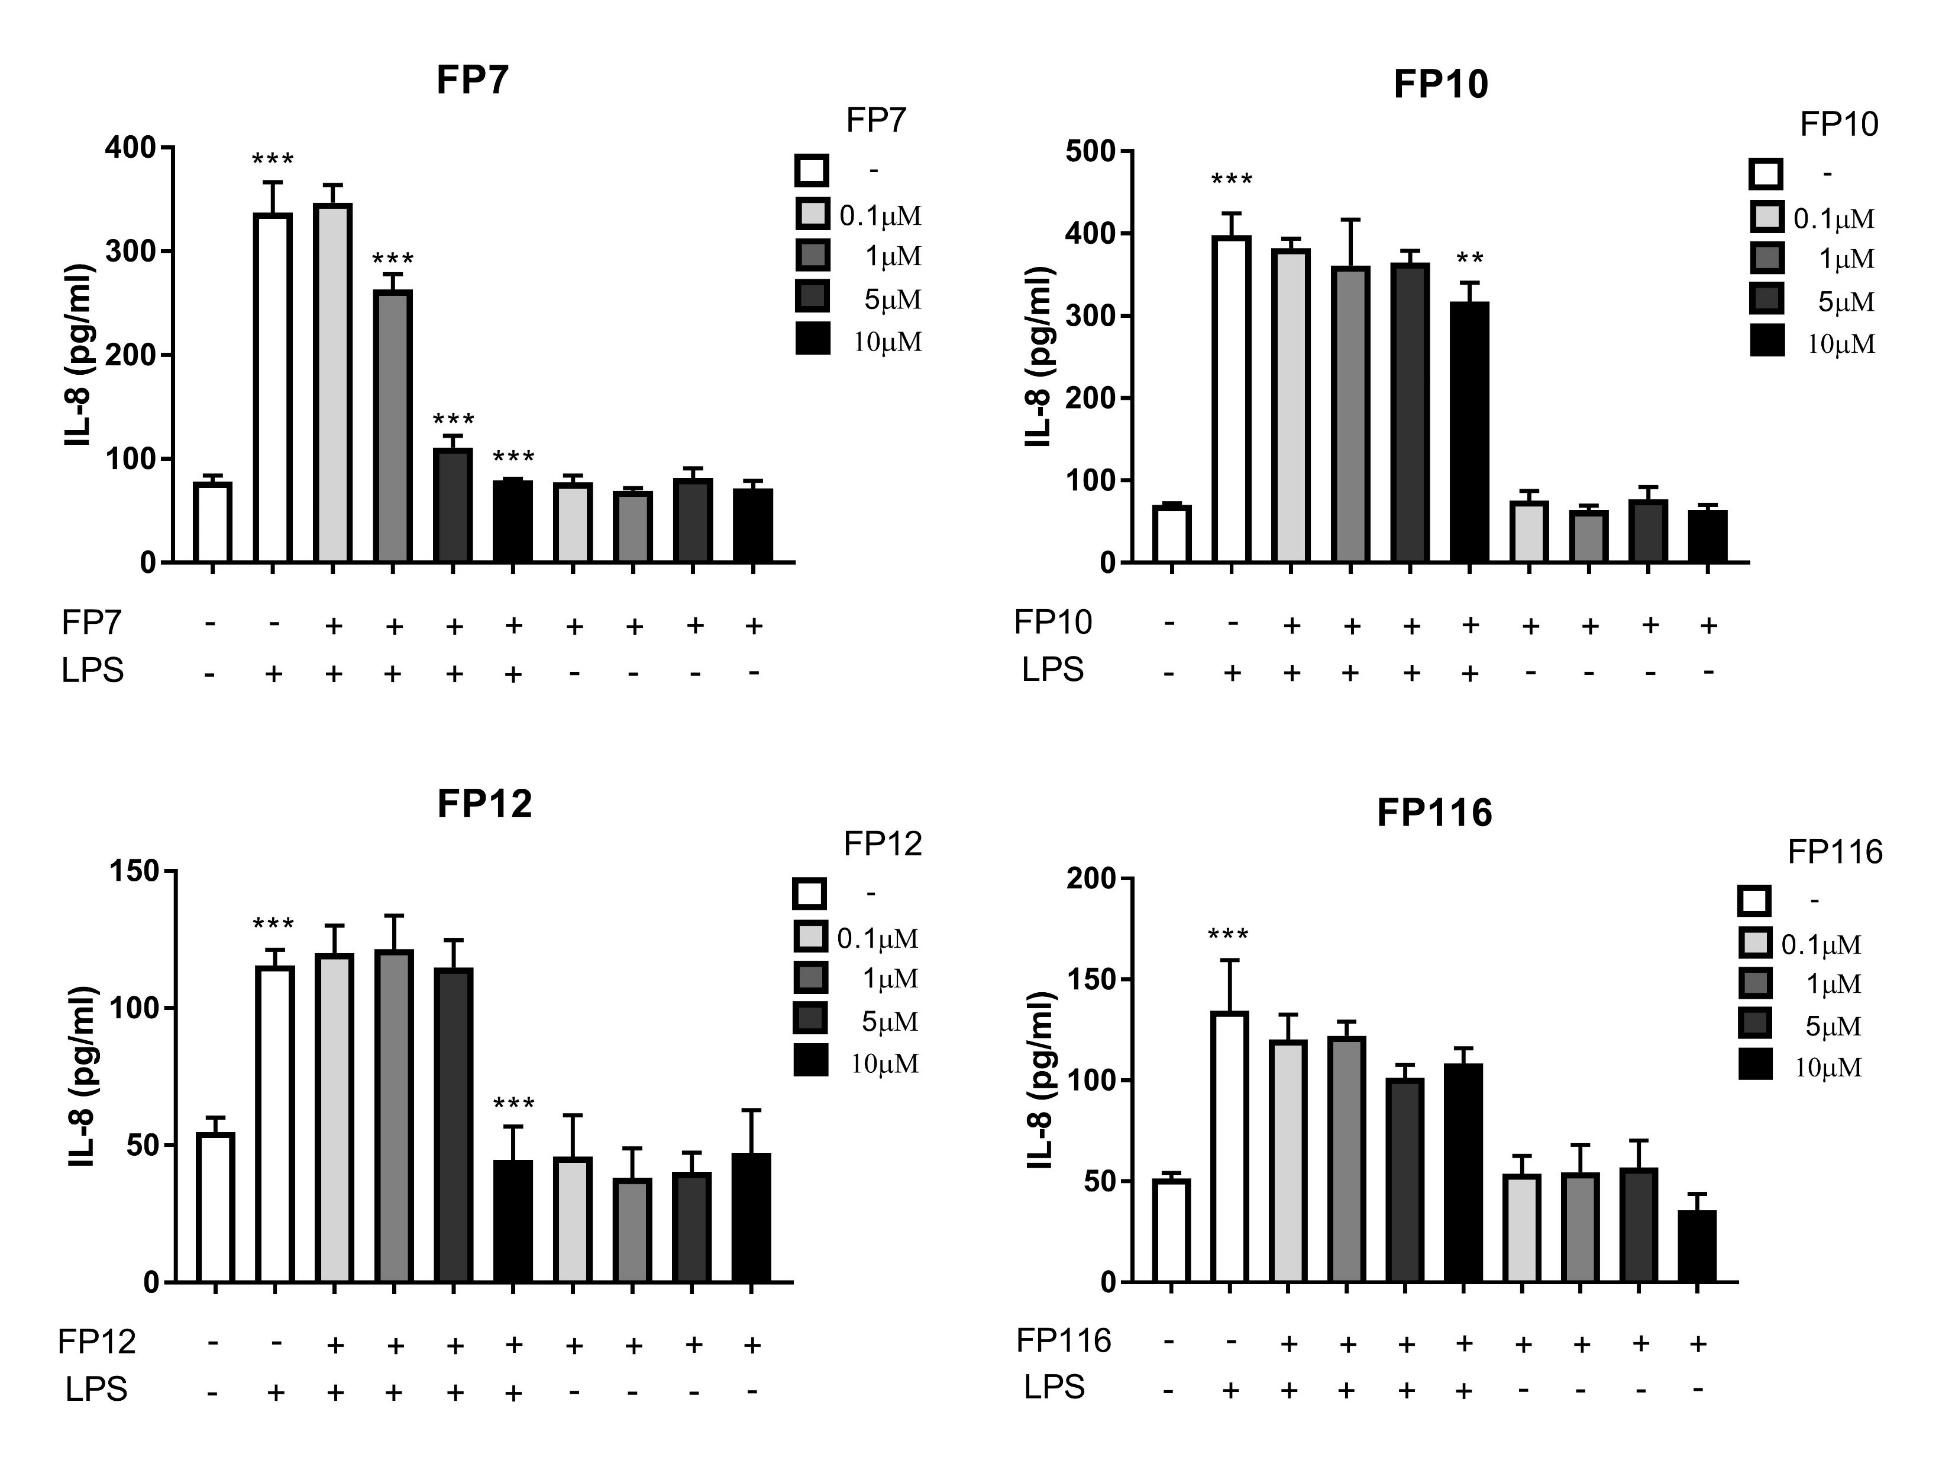 FP7
FP7
-
0.1μM
1μM
5μM
10μM
IL-8 (pg/ml)
400
300
200
100
0
***
***
***
***
FP7 - - + + + + + + + +
LPS - + + + + + - - - -
FP10
FP10
-
0.1μM
1μM
5μM
10μM
IL-8 (pg/ml)
500
400
300
200
100
0
***
**
FP10 - - + + + + + + + +
LPS - + + + + + - - - -
FP12
FP12
-
0.1μM
1μM
5μM
10μM
IL-8 (pg/ml)
150
100
50
0
***
***
FP12 - - + + + + + + + +
LPS - + + + + + - - - -
FP116
FP116
-
0.1μM
1μM
5μM
10μM
IL-8 (pg/ml)
200
150
100
50
0
***
FP116 - - + + + + + + + +
LPS - + + + + + - - - -